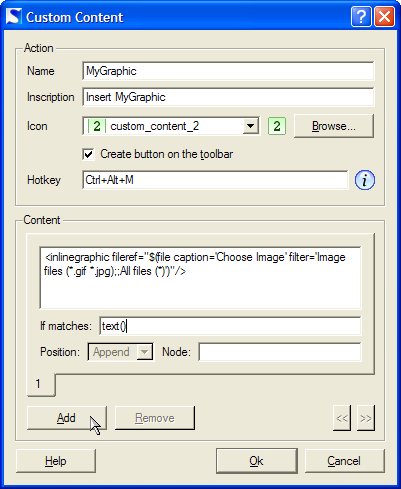 Custom Content
Action
Name MyGraphic
Inscription Insert MyGraphic
Icon 2 custom_content_2 2 Browse...
Create button on the toolbar
Hotkey Ctrl+Alt+M i
Content
<inlinegraphic fileref="$(file caption='Choose Image' filter='Image
files (*.gif *.jpg);;All files (*)')"/>
If matches: text()
Position: Append Node:
1
Add Remove << >>
Help Ok Cancel